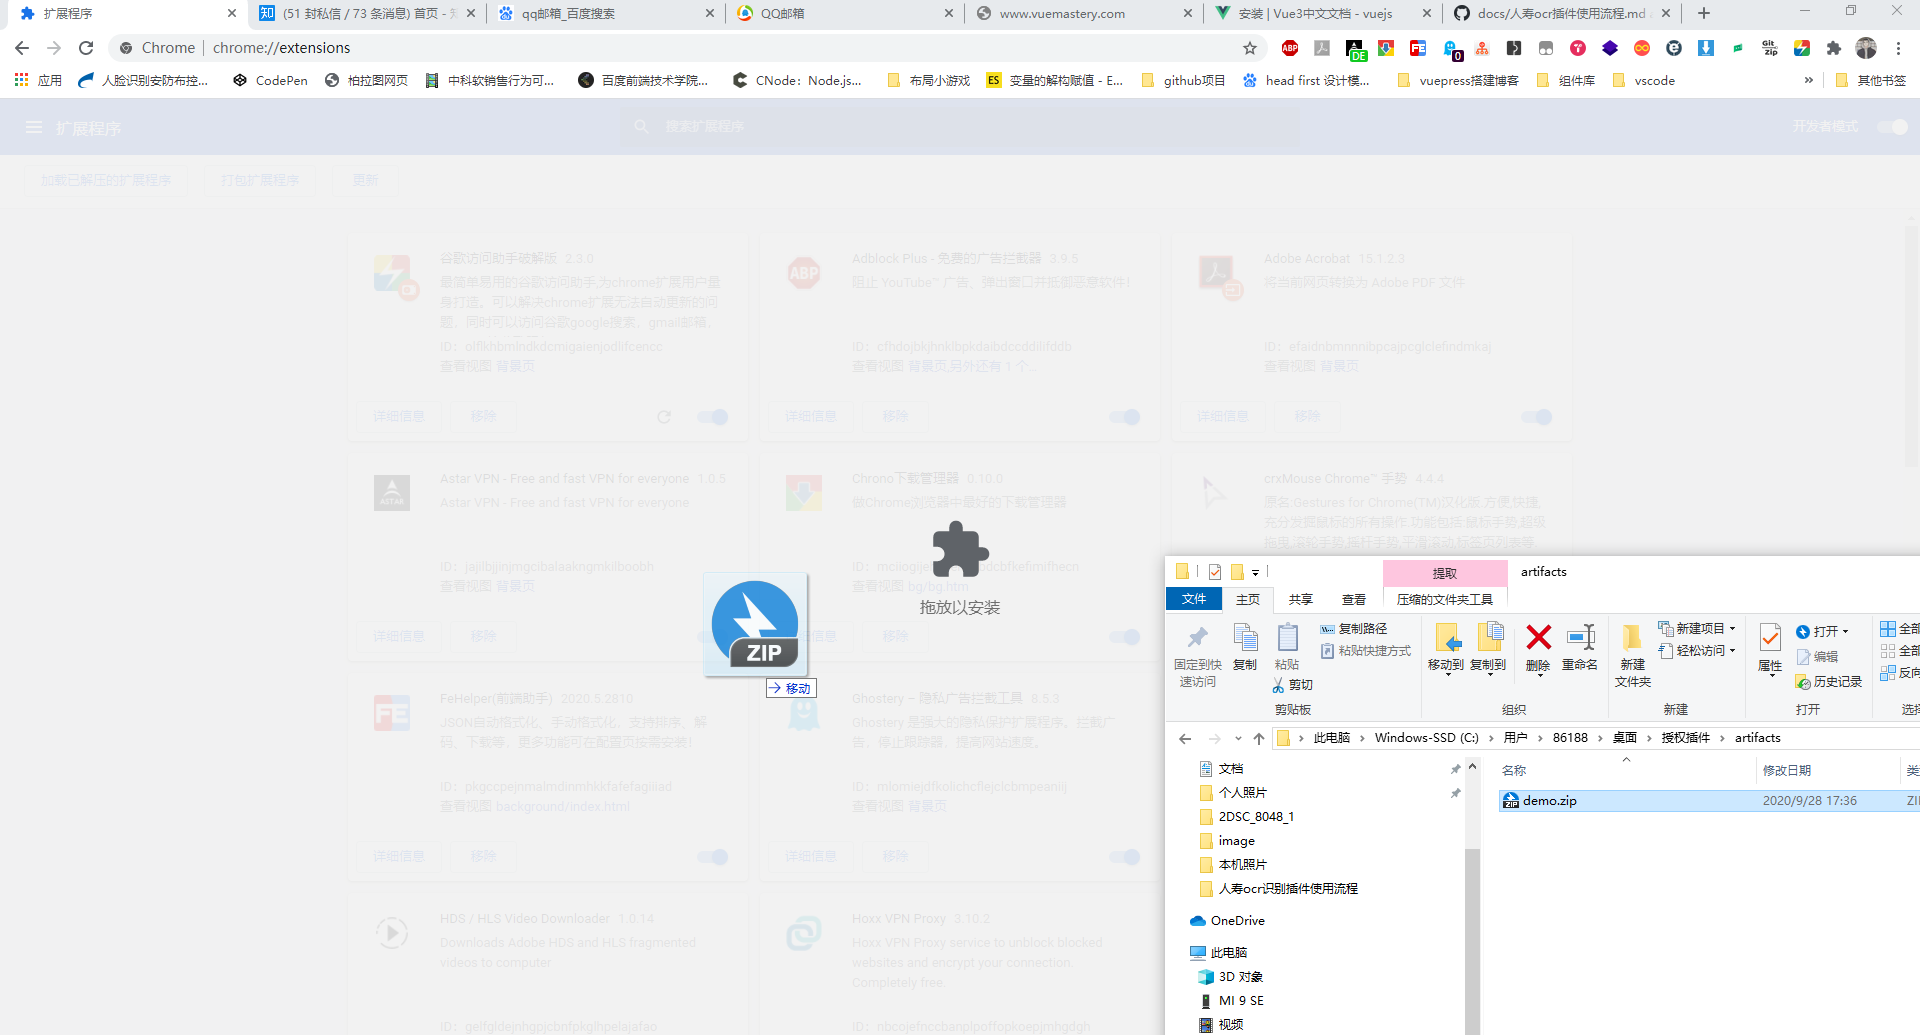 扩展程序
(51 封私信 / 73 条消息) 首页 - 知
qq邮箱_百度搜索
QQ邮箱
www.vuemastery.com
安装 | Vue3中文文档 - vuejs
docs/人寿ocr插件使用流程.md
Chrome | chrome://extensions
应用
人脸识别安防布控...
CodePen
柏拉图网页
中科软销售行为可...
百度前端技术学院...
CNode: Node.js...
布局小游戏
变量的解构赋值 - E...
github项目
head first 设计模...
vuepress搭建博客
组件库
vscode
其他书签
扩展程序
搜索扩展程序
开发者模式
加载已解压的扩展程序
打包扩展程序
更新
谷歌访问助手破解版 2.3.0
最简单易用的谷歌访问助手,为chrome扩展用户量
身打造。可以解决chrome扩展无法自动更新的问
题，同时可以访问谷歌google搜索，gmail邮箱，
ID: olflkhbmindkdcmigaienjodlifcencc
查看视图 背景页
详细信息
移除
Adblock Plus - 免费的广告拦截器 3.9.5
阻止 YouTube™ 广告、弹出窗口并抵御恶意软件!
ID: cfhdojbkjhnklbpkdaibdccddilifddb
查看视图 背景页,另外还有 1 个...
详细信息
移除
Adobe Acrobat 15.1.2.3
将当前网页转换为 Adobe PDF 文件
ID: efaidnbmnnnibpcajpcglclefindmkaj
查看视图 背景页
详细信息
移除
Astar VPN - Free and fast VPN for everyone 1.0.5
Astar VPN - Free and fast VPN for everyone
ID: jajilbjjinjmgcibalaakngmkilboobh
查看视图 背景页
详细信息
移除
Chrono下载管理器 0.10.0
做Chrome浏览器中最好的下载管理器
查看视图 bg/bg.htm
移除
crxMouse Chrome™ 手势 4.4.4
原名:Gestures for Chrome(TM)汉化版.方便,快捷,
充分发掘鼠标的所有操作.功能包括:鼠标手势,超级
拖曳,滚轮手势,摇杆手势,平滑滚动,标签页列表等.
拖放以安装
ZIP
移动
FeHelper(前端助手) 2020.5.2810
JSON自动格式化、手动格式化，支持排序、解
码、下载等，更多功能可在配置页按需安装!
ID: pkgccpejnmalmdinmhkkfafefagiiiad
查看视图 background/index.html
详细信息
移除
Ghostery – 隐私广告拦截工具 8.5.3
Ghostery 是强大的隐私保护扩展程序。拦截广
告、停止跟踪器、提高网站速度。
ID: mlomiejdfkolichcflejclcbmpeaniij
查看视图 背景页
详细信息
移除
HDS / HLS Video Downloader 1.0.14
Downloads Adobe HDS and HLS fragmented
videos to computer
Hoxx VPN Proxy 3.10.2
Hoxx VPN Proxy service to unblock blocked
websites and encrypt your connection.
Completely free.
ID: nbcojefnccbanplpoffopkoepjmhgdgh
提取
artifacts
文件
主页
共享
查看
压缩的文件夹工具
固定到快
速访问
复制
粘贴
复制路径
粘贴快捷方式
剪切
剪贴板
移动到
复制到
删除
重命名
组织
新建
文件夹
新建项目
轻松访问
新建
属性
打开
编辑
历史记录
打开
全部
全部
反向
选择
此电脑 › Windows-SSD (C:) › 用户 › 86188 › 桌面 › 授权插件 › artifacts
文档
个人照片
2DSC_8048_1
image
本机照片
人寿ocr识别插件使用流程
OneDrive
此电脑
3D 对象
MI 9 SE
视频
名称
修改日期
类
demo.zip
2020/9/28 17:36
ZI